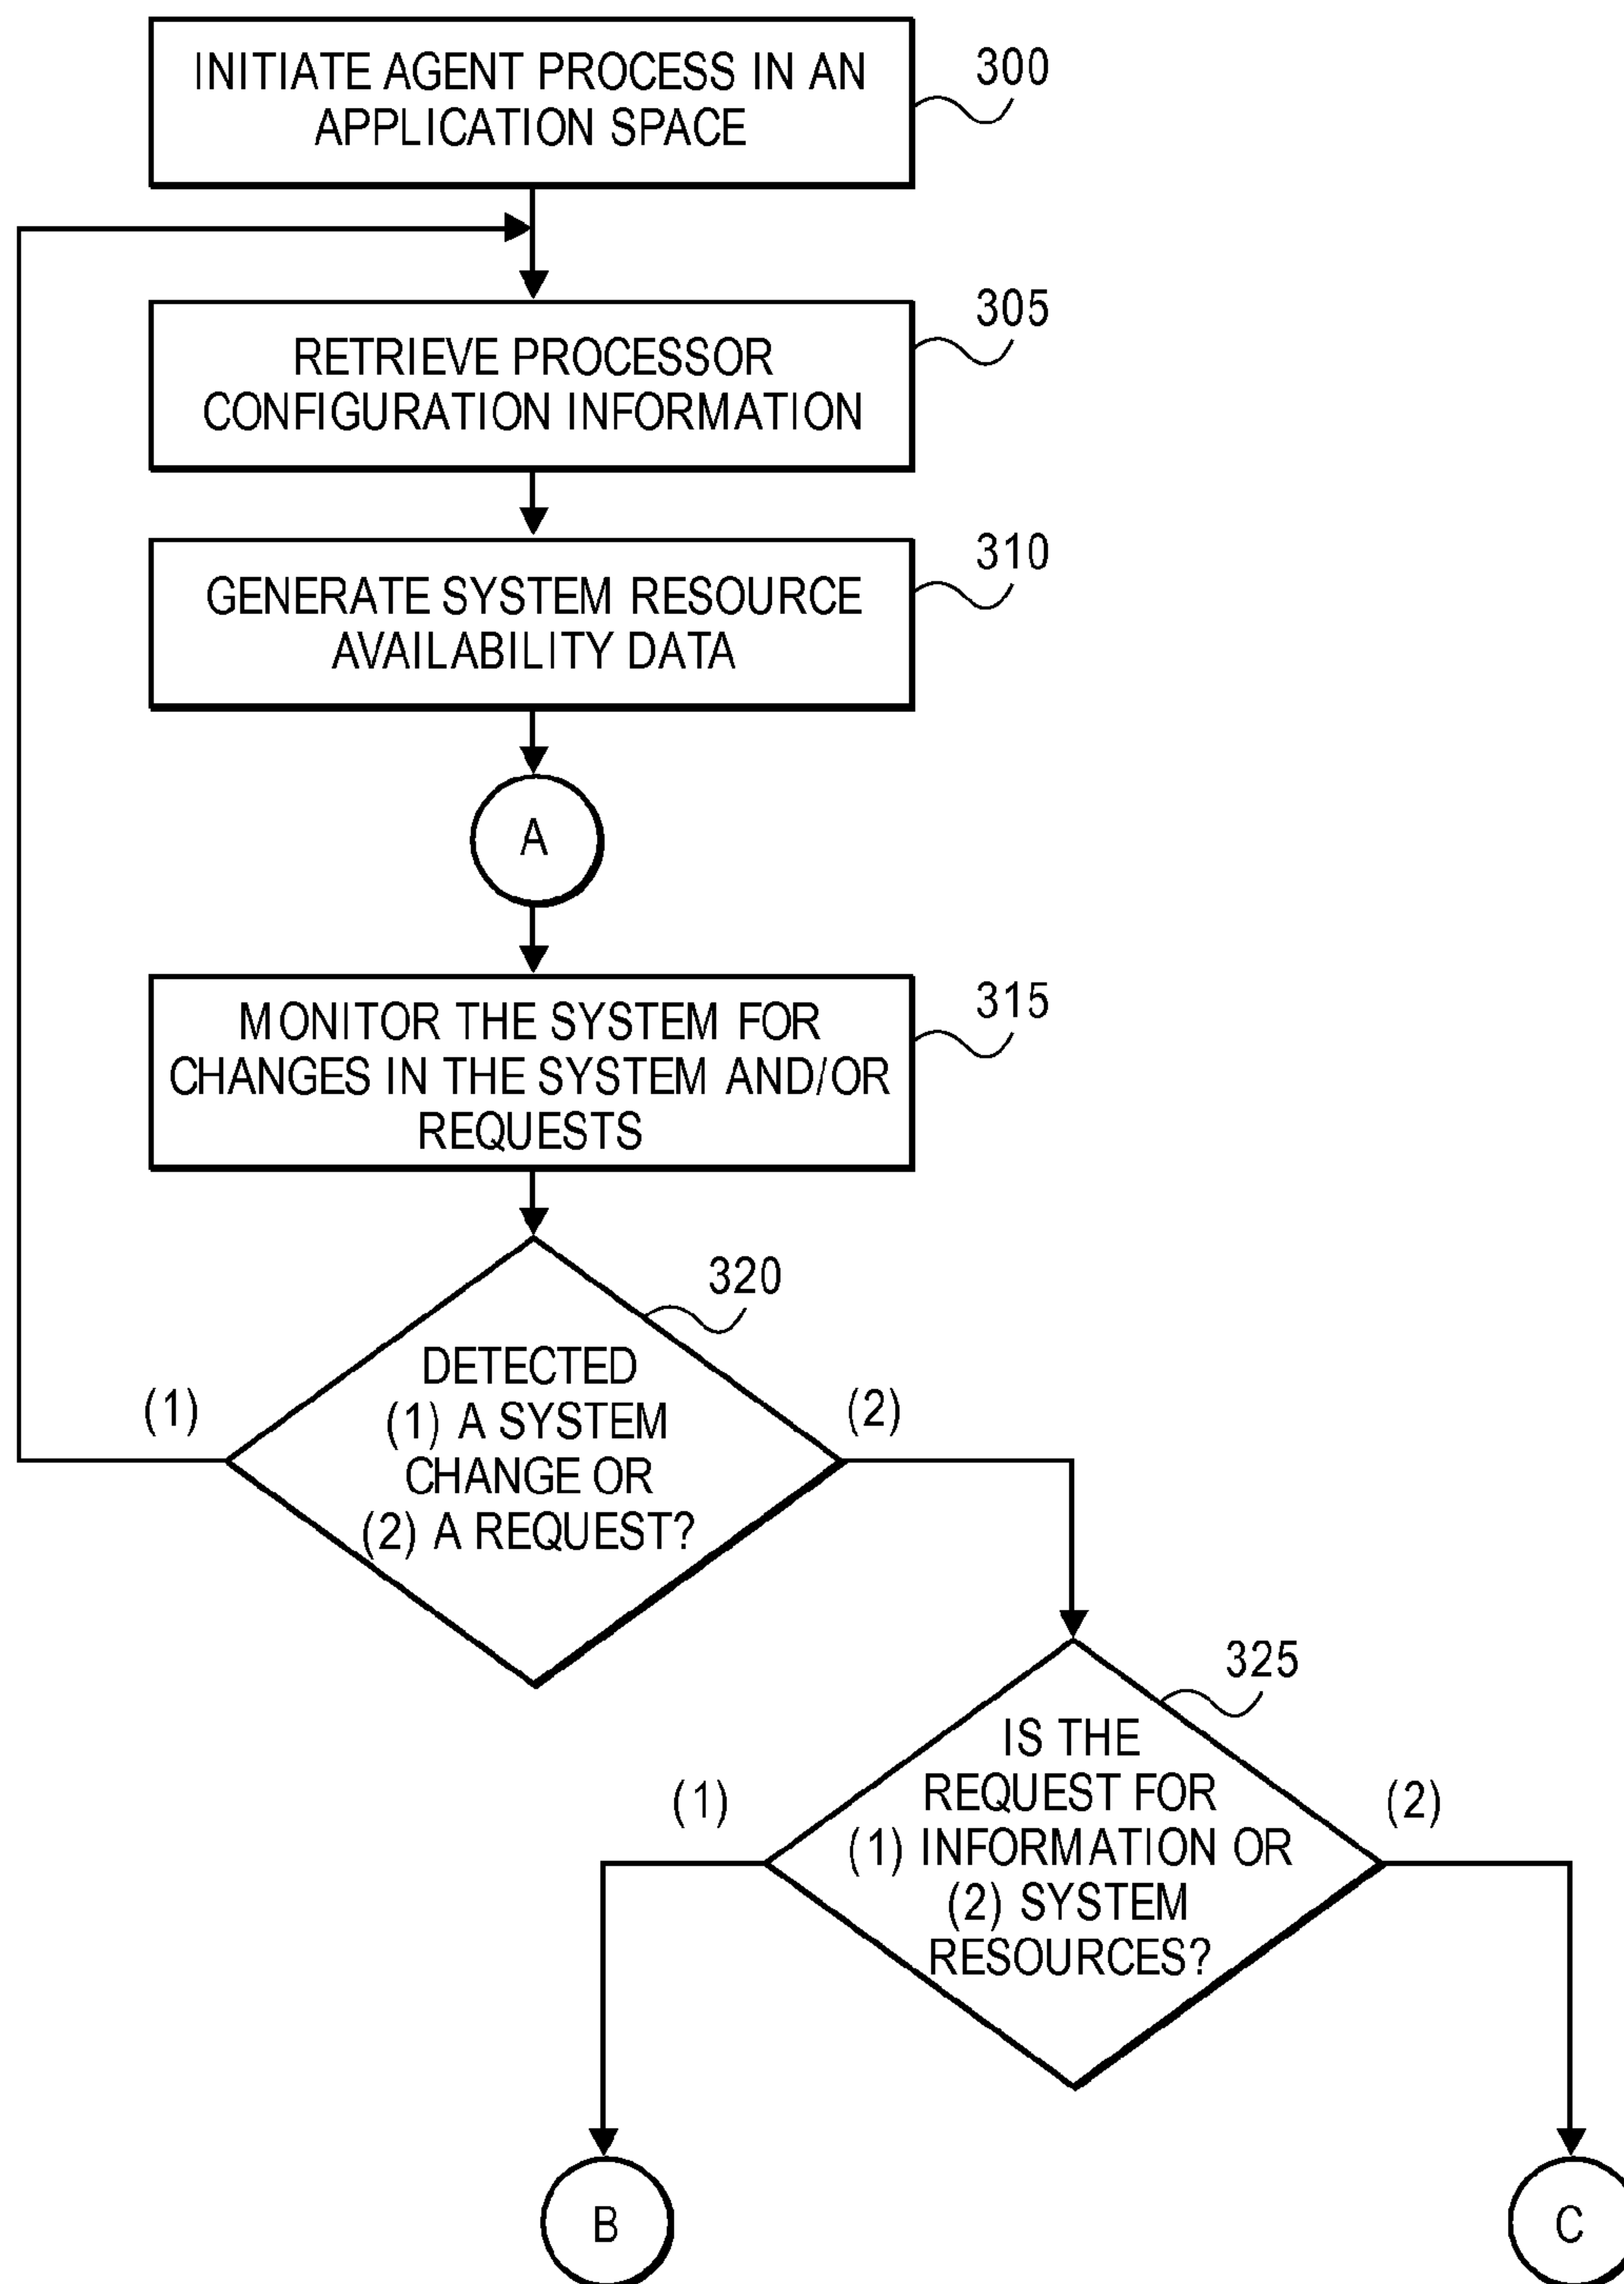 INITIATE AGENT PROCESS IN AN
APPLICATION SPACE
300
RETRIEVE PROCESSOR
CONFIGURATION INFORMATION
305
GENERATE SYSTEM RESOURCE
AVAILABILITY DATA
310
A
MONITOR THE SYSTEM FOR
CHANGES IN THE SYSTEM AND/OR
REQUESTS
315
320
DETECTED
(1) A SYSTEM
CHANGE OR
(2) A REQUEST?
(1)
(2)
325
IS THE
REQUEST FOR
(1) INFORMATION OR
(2) SYSTEM
RESOURCES?
(1)
(2)
B
C